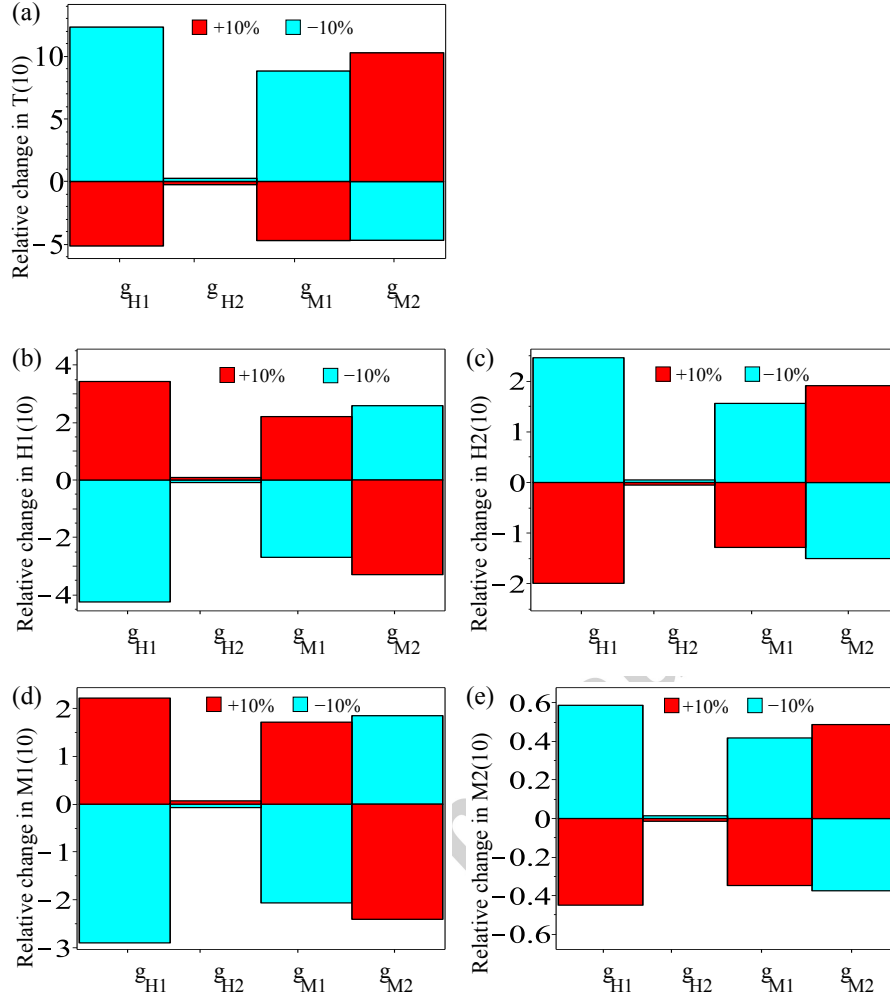 (a)
+10% −10%
Relative change in T(10)
10
5
0
−5
g_H1 g_H2 g_M1 g_M2
(b)
+10% −10%
Relative change in H1(10)
4
2
0
−2
−4
g_H1 g_H2 g_M1 g_M2
(c)
+10% −10%
Relative change in H2(10)
2
1
0
−1
−2
g_H1 g_H2 g_M1 g_M2
(d)
+10% −10%
Relative change in M1(10)
2
1
0
−1
−2
−3
g_H1 g_H2 g_M1 g_M2
(e)
+10% −10%
Relative change in M2(10)
0.6
0.4
0.2
0
−0.2
−0.4
−0.6
g_H1 g_H2 g_M1 g_M2